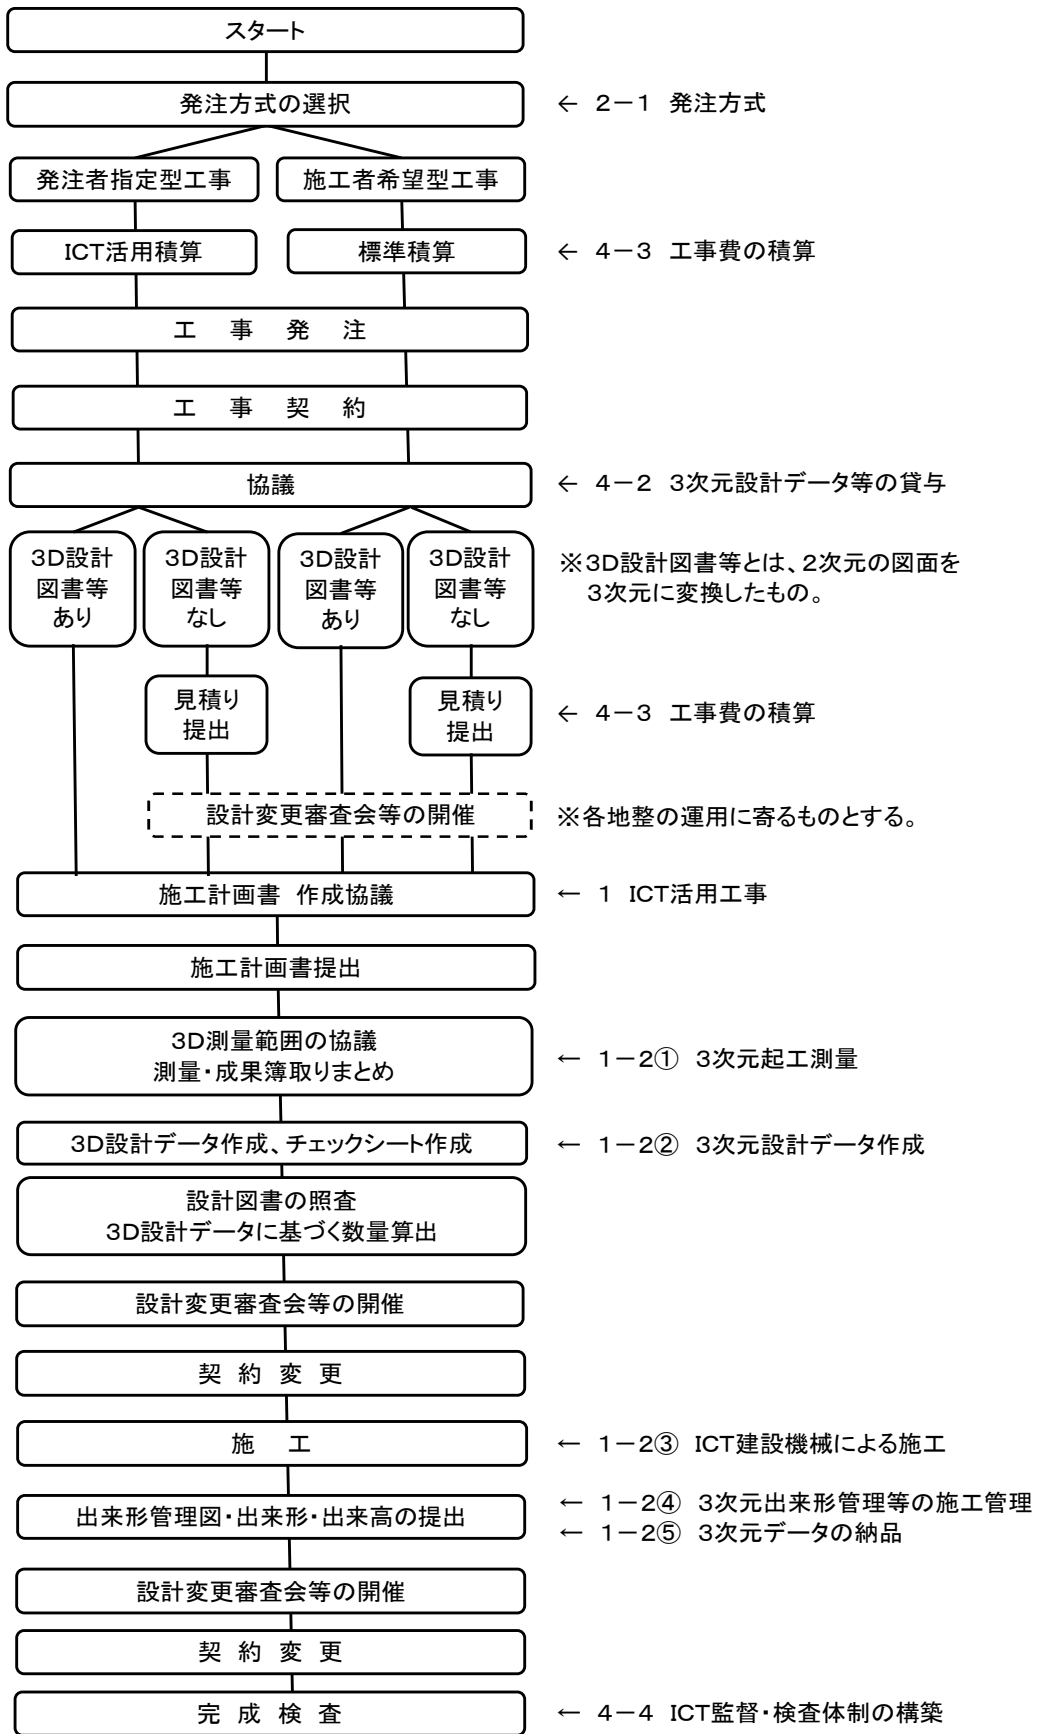 スタート
発注方式の選択
← 2－1 発注方式
発注者指定型工事
施工者希望型工事
ICT活用積算
標準積算
← 4－3 工事費の積算
工 事 発 注
工 事 契 約
協議
← 4－2 3次元設計データ等の貸与
3D設計
図書等
あり
3D設計
図書等
なし
3D設計
図書等
あり
3D設計
図書等
なし
※3D設計図書等とは、2次元の図面を
3次元に変換したもの。
見積り
提出
見積り
提出
← 4－3 工事費の積算
設計変更審査会等の開催
※各地整の運用に寄るものとする。
施工計画書 作成協議
← 1 ICT活用工事
施工計画書提出
3D測量範囲の協議
測量・成果簿取りまとめ
← 1－2① 3次元起工測量
3D設計データ作成、チェックシート作成
← 1－2② 3次元設計データ作成
設計図書の照査
3D設計データに基づく数量算出
設計変更審査会等の開催
契 約 変 更
施 工
← 1－2③ ICT建設機械による施工
出来形管理図・出来形・出来高の提出
← 1－2④ 3次元出来形管理等の施工管理
← 1－2⑤ 3次元データの納品
設計変更審査会等の開催
契 約 変 更
完 成 検 査
← 4－4 ICT監督・検査体制の構築